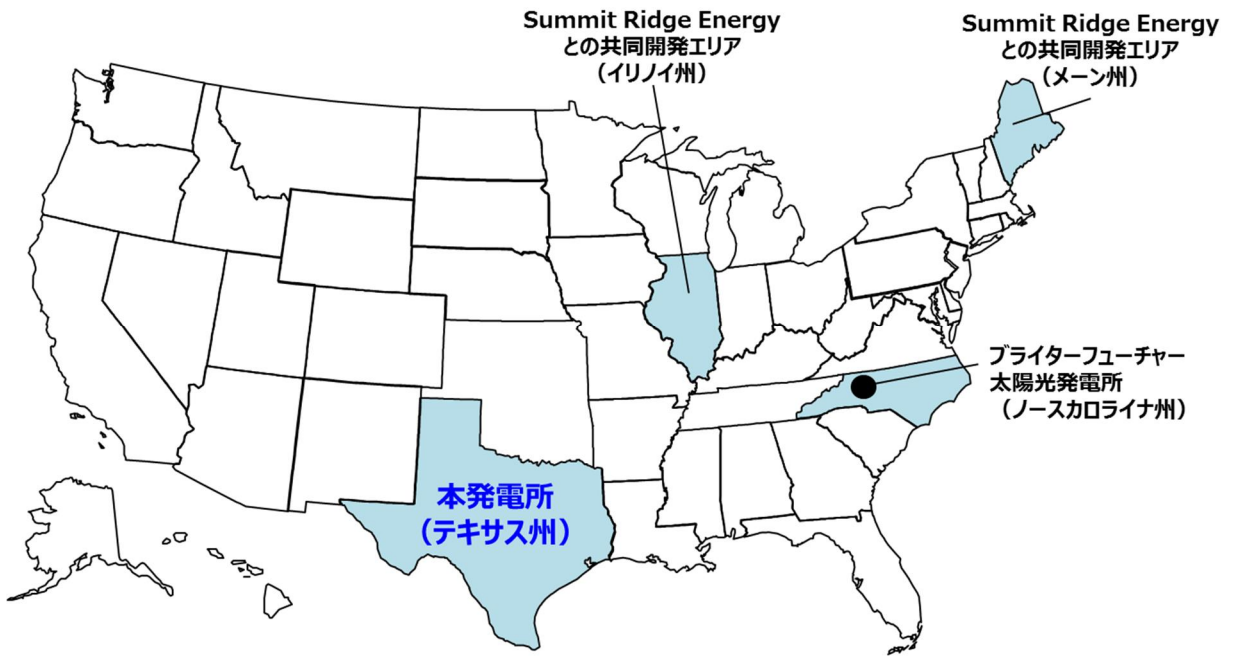 Summit Ridge Energy
との共同開発エリア
（イリノイ州）
Summit Ridge Energy
との共同開発エリア
（メーン州）
ブライターフューチャー
太陽光発電所
（ノースカロライナ州）
本発電所
（テキサス州）